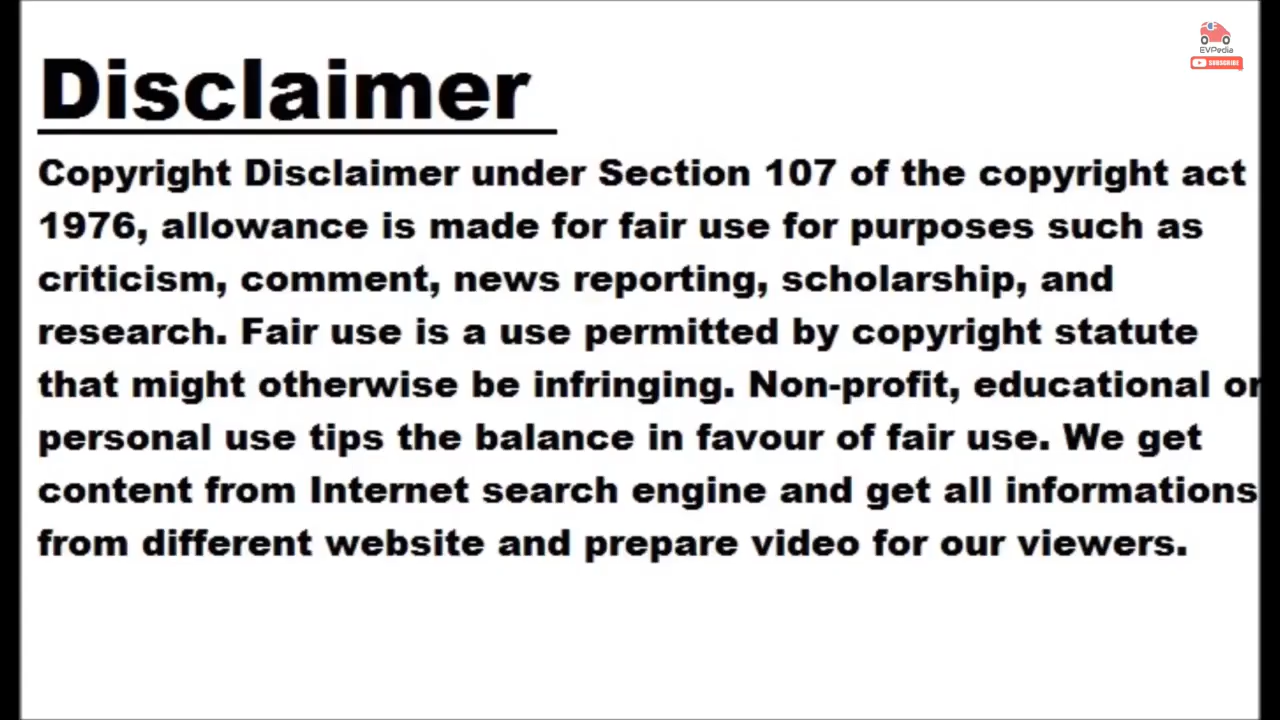 EVPedia
SUBSCRIBE
Disclaimer
Copyright Disclaimer under Section 107 of the copyright act
1976, allowance is made for fair use for purposes such as
criticism, comment, news reporting, scholarship, and
research. Fair use is a use permitted by copyright statute
that might otherwise be infringing. Non-profit, educational or
personal use tips the balance in favour of fair use. We get
content from Internet search engine and get all informations
from different website and prepare video for our viewers.